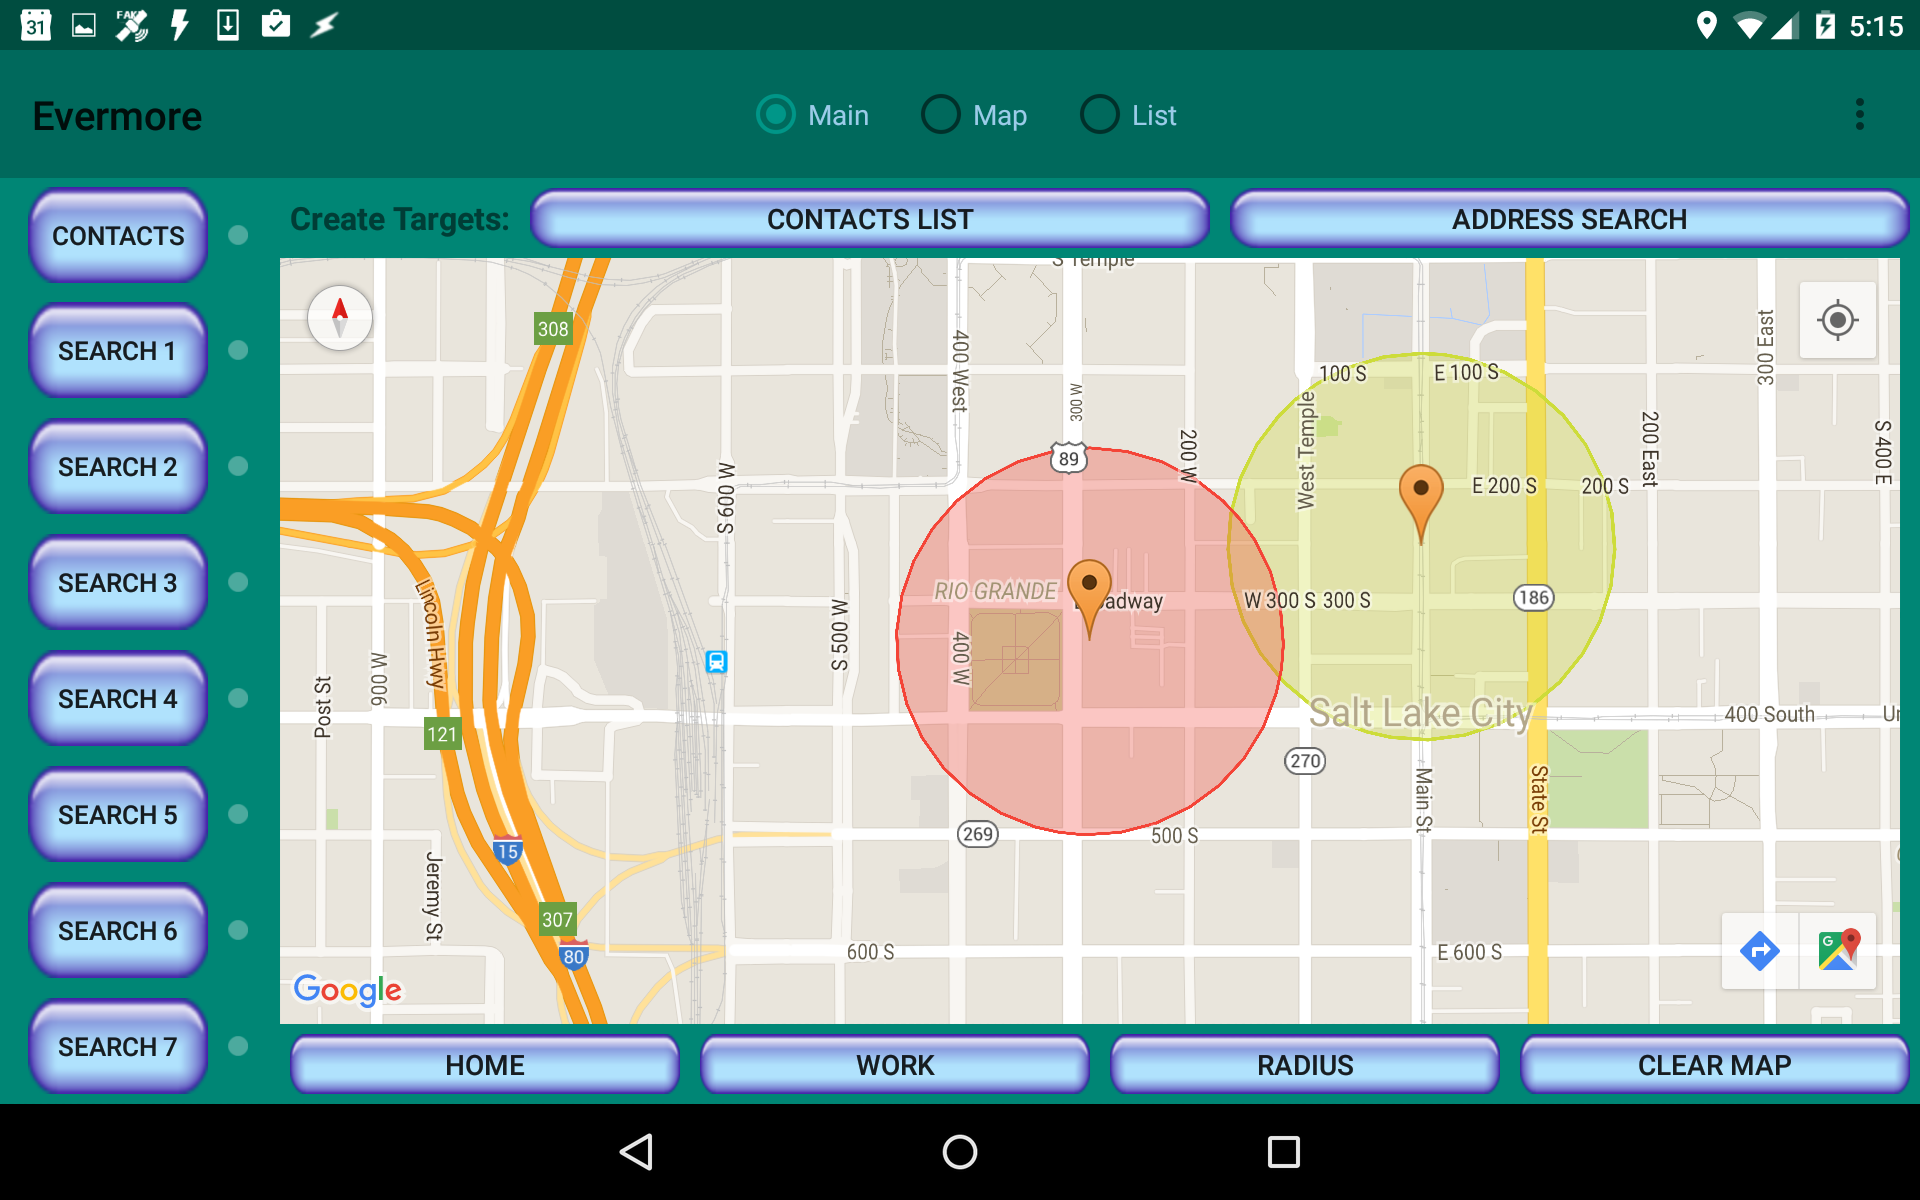 31
FAKE
5:15
Evermore
Main
Map
List
CONTACTS
Create Targets:
CONTACTS LIST
ADDRESS SEARCH
SEARCH 1
SEARCH 2
SEARCH 3
SEARCH 4
SEARCH 5
SEARCH 6
SEARCH 7
S Temple
308
400 West
300 W
100 S
E 100 S
300 East
West Temple
200 East
S 400 E
89
200 W
S 600 W
E 200 S
200 S
Lincoln Hwy
RIO GRANDE
W 300 S
300 S
186
S 500 W
400 W
900 W
Post St
Salt Lake City
400 South
121
270
Main St
State St
269
500 S
15
Jeremy St
307
80
600 S
E 600 S
G
Google
HOME
WORK
RADIUS
CLEAR MAP